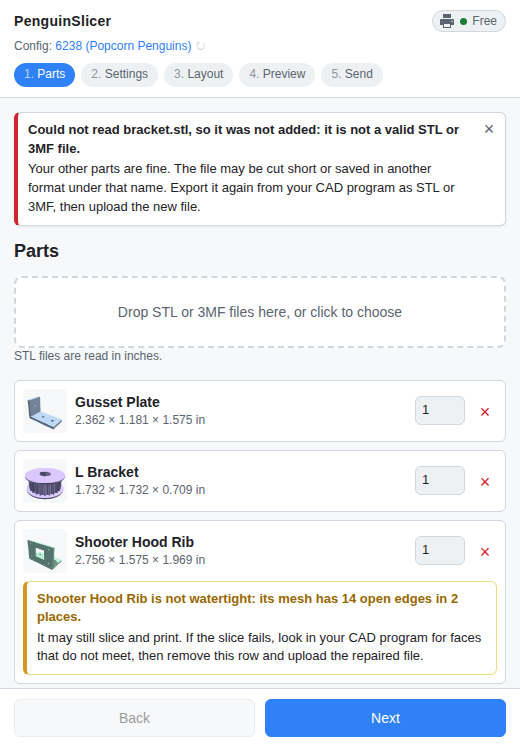 PenguinSlicer
Free
Config: 6238 (Popcorn Penguins)
1. Parts
2. Settings
3. Layout
4. Preview
5. Send
Could not read bracket.stl, so it was not added: it is not a valid STL or
3MF file.
×
Your other parts are fine. The file may be cut short or saved in another
format under that name. Export it again from your CAD program as STL or
3MF, then upload the new file.
Parts
Drop STL or 3MF files here, or click to choose
STL files are read in inches.
Gusset Plate
2.362 × 1.181 × 1.575 in
1
×
L Bracket
1.732 × 1.732 × 0.709 in
1
×
Shooter Hood Rib
2.756 × 1.575 × 1.969 in
1
×
Shooter Hood Rib is not watertight: its mesh has 14 open edges in 2
places.
It may still slice and print. If the slice fails, look in your CAD program for faces
that do not meet, then remove this row and upload the repaired file.
Back
Next